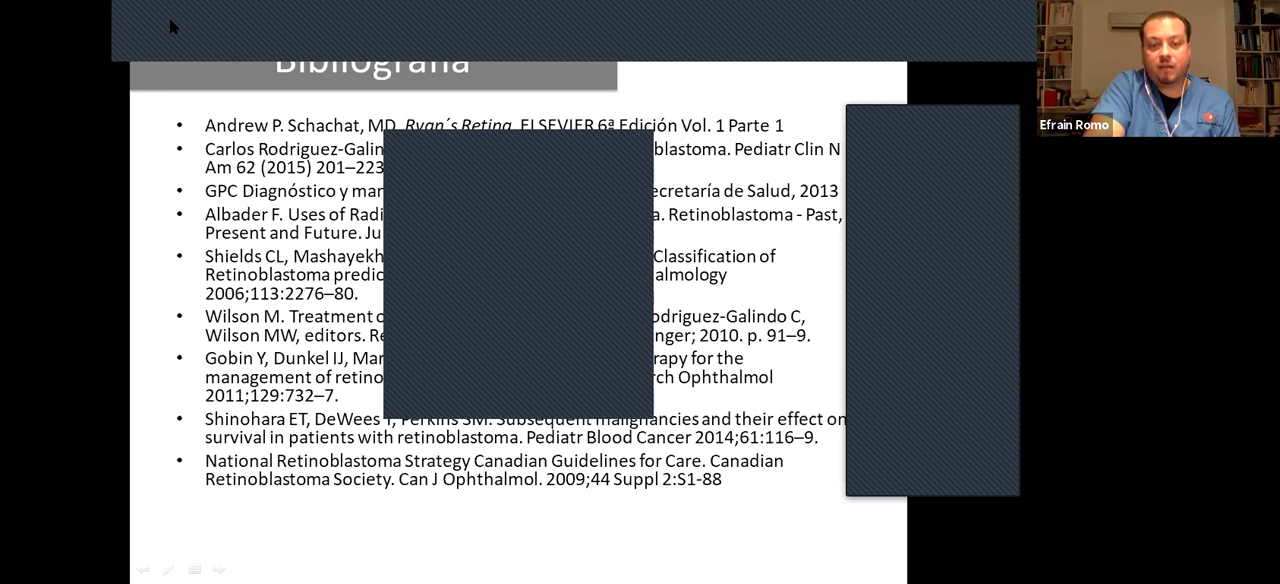 Bibliografía
Efrain Romo
• Andrew P. Schachat, MD. Ryan´s Retina. ELSEVIER 6ª Edición Vol. 1 Parte 1
• Carlos Rodriguez-Galin blastoma. Pediatr Clin N
Am 62 (2015) 201–223
• GPC Diagnóstico y mar ecretaría de Salud, 2013
• Albader F. Uses of Radi a. Retinoblastoma - Past,
Present and Future. Ju
• Shields CL, Mashayekh Classification of
Retinoblastoma predic almology
2006;113:2276–80.
• Wilson M. Treatment o odriguez-Galindo C,
Wilson MW, editors. Re nger; 2010. p. 91–9.
• Gobin Y, Dunkel IJ, Mar rapy for the
management of retino rch Ophthalmol
2011;129:732–7.
• Shinohara ET, DeWees T, Perkins SM. Subsequent malignancies and their effect on
survival in patients with retinoblastoma. Pediatr Blood Cancer 2014;61:116–9.
• National Retinoblastoma Strategy Canadian Guidelines for Care. Canadian
Retinoblastoma Society. Can J Ophthalmol. 2009;44 Suppl 2:S1-88